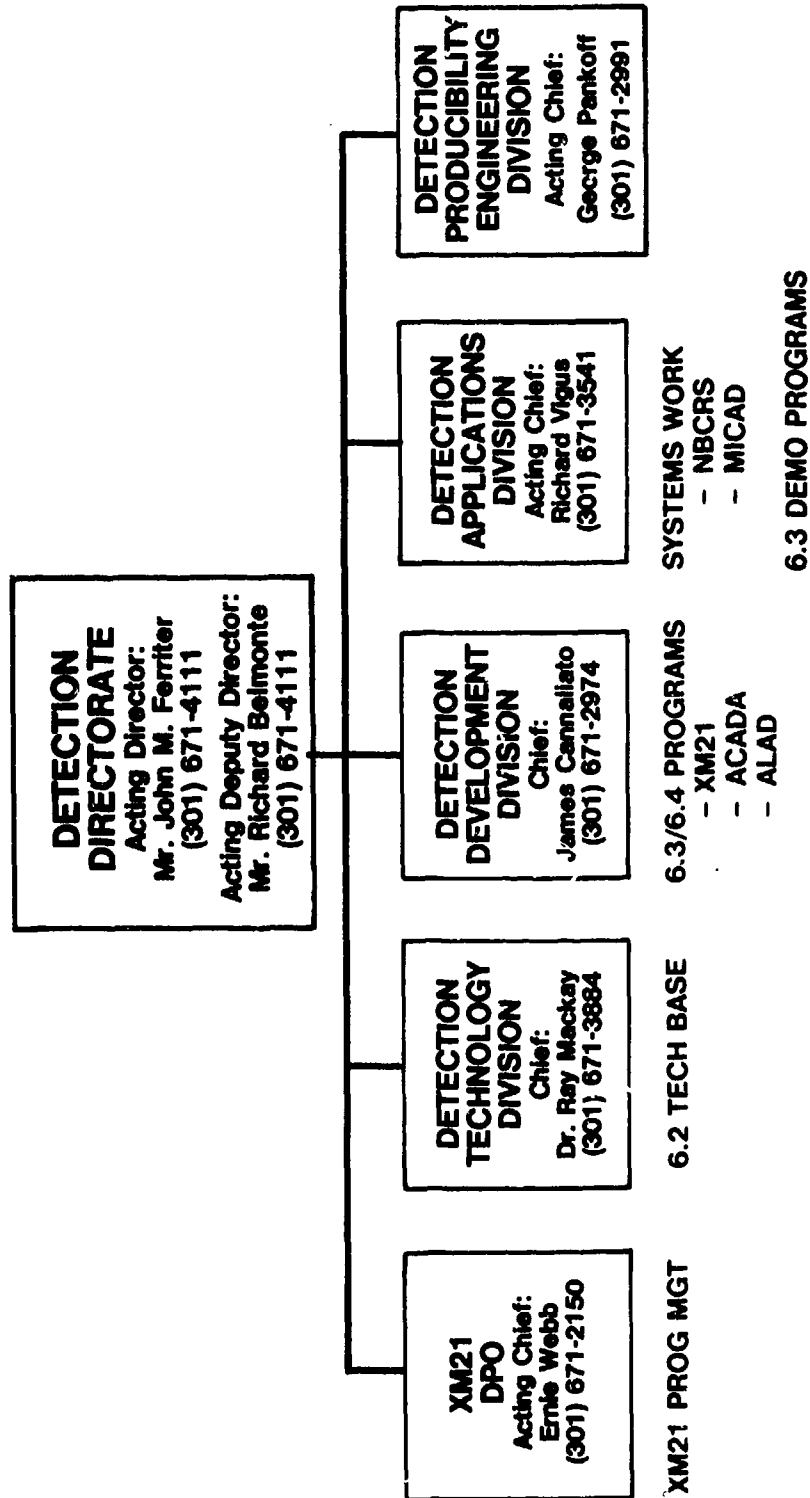 DETECTION
DIRECTORATE
Acting Director:
Mr. John M. Ferriter
(301) 671-4111
Acting Deputy Director:
Mr. Richard Belmonte
(301) 671-4111
XM21
DPO
Acting Chief:
Ernie Webb
(301) 671-2150
XM21 PROG MGT
DETECTION
TECHNOLOGY
DIVISION
Chief:
Dr. Ray Mackay
(301) 671-3884
6.2 TECH BASE
DETECTION
DEVELOPMENT
DIVISION
Chief:
James Cannaliato
(301) 671-2974
6.3/6.4 PROGRAMS
- XM21
- ACADA
- ALAD
DETECTION
APPLICATIONS
DIVISION
Acting Chief:
Richard Vigus
(301) 671-3541
SYSTEMS WORK
- NBCRS
- MICAD
6.3 DEMO PROGRAMS
DETECTION
PRODUCIBILITY
ENGINEERING
DIVISION
Acting Chief:
George Pankoff
(301) 671-2991